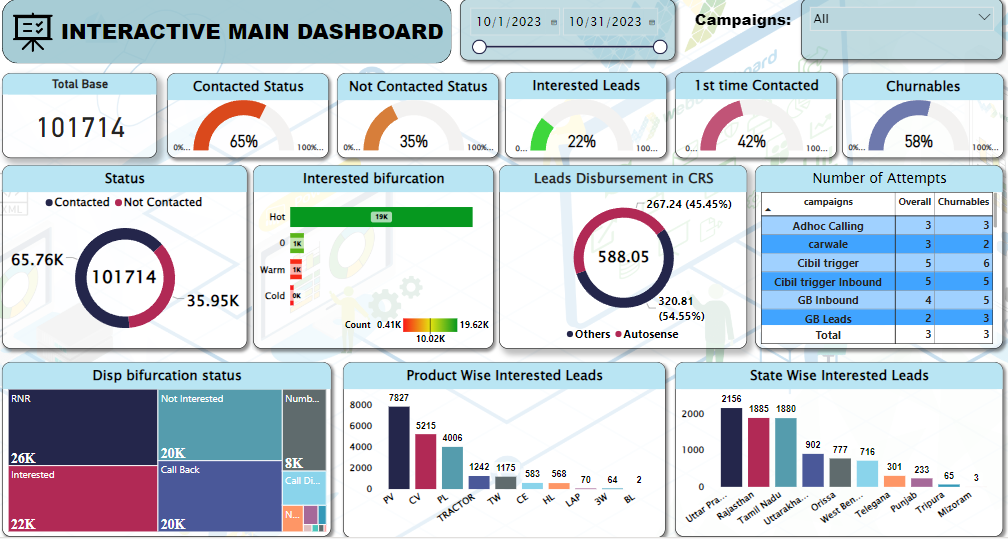 INTERACTIVE MAIN DASHBOARD
10/1/2023
10/31/2023
Campaigns:
All
Total Base
101714
Contacted Status
65%
0%...
100%...
Not Contacted Status
35%
0%...
100%...
Interested Leads
22%
0...
100...
1st time Contacted
42%
0...
100...
Churnables
58%
0%...
100%...
Status
Contacted Not Contacted
65.76K
101714
35.95K
Interested bifurcation
Hot 19K
0 1K
Warm 1K
Cold 0K
Count 0.41K 19.62K
10.02K
Leads Disbursement in CRS
267.24 (45.45%)
588.05
320.81
(54.55%)
Others Autosense
Number of Attempts
campaigns Overall Churnables
Adhoc Calling 3 3
carwale 3 2
Cibil trigger 5 6
Cibil trigger Inbound 5 5
GB Inbound 4 5
GB Leads 2 3
Total 3 3
Disp bifurcation status
RNR
26K
Interested
22K
Not Interested
20K
Call Back
20K
Numb...
8K
Call Di...
N...
Product Wise Interested Leads
8000
6000
4000
2000
0
7827
5215
4006
1242
1175
583
568
70
64
2
PV
CV
PL
TRACTOR
TW
CE
HL
LAP
3W
BL
State Wise Interested Leads
2000
1000
0
2156
1885
1880
902
777
716
301
233
65
3
Uttar Pra...
Rajasthan
Tamil Nadu
Uttarakha...
Orissa
West Ben...
Telegana
Punjab
Tripura
Mizoram